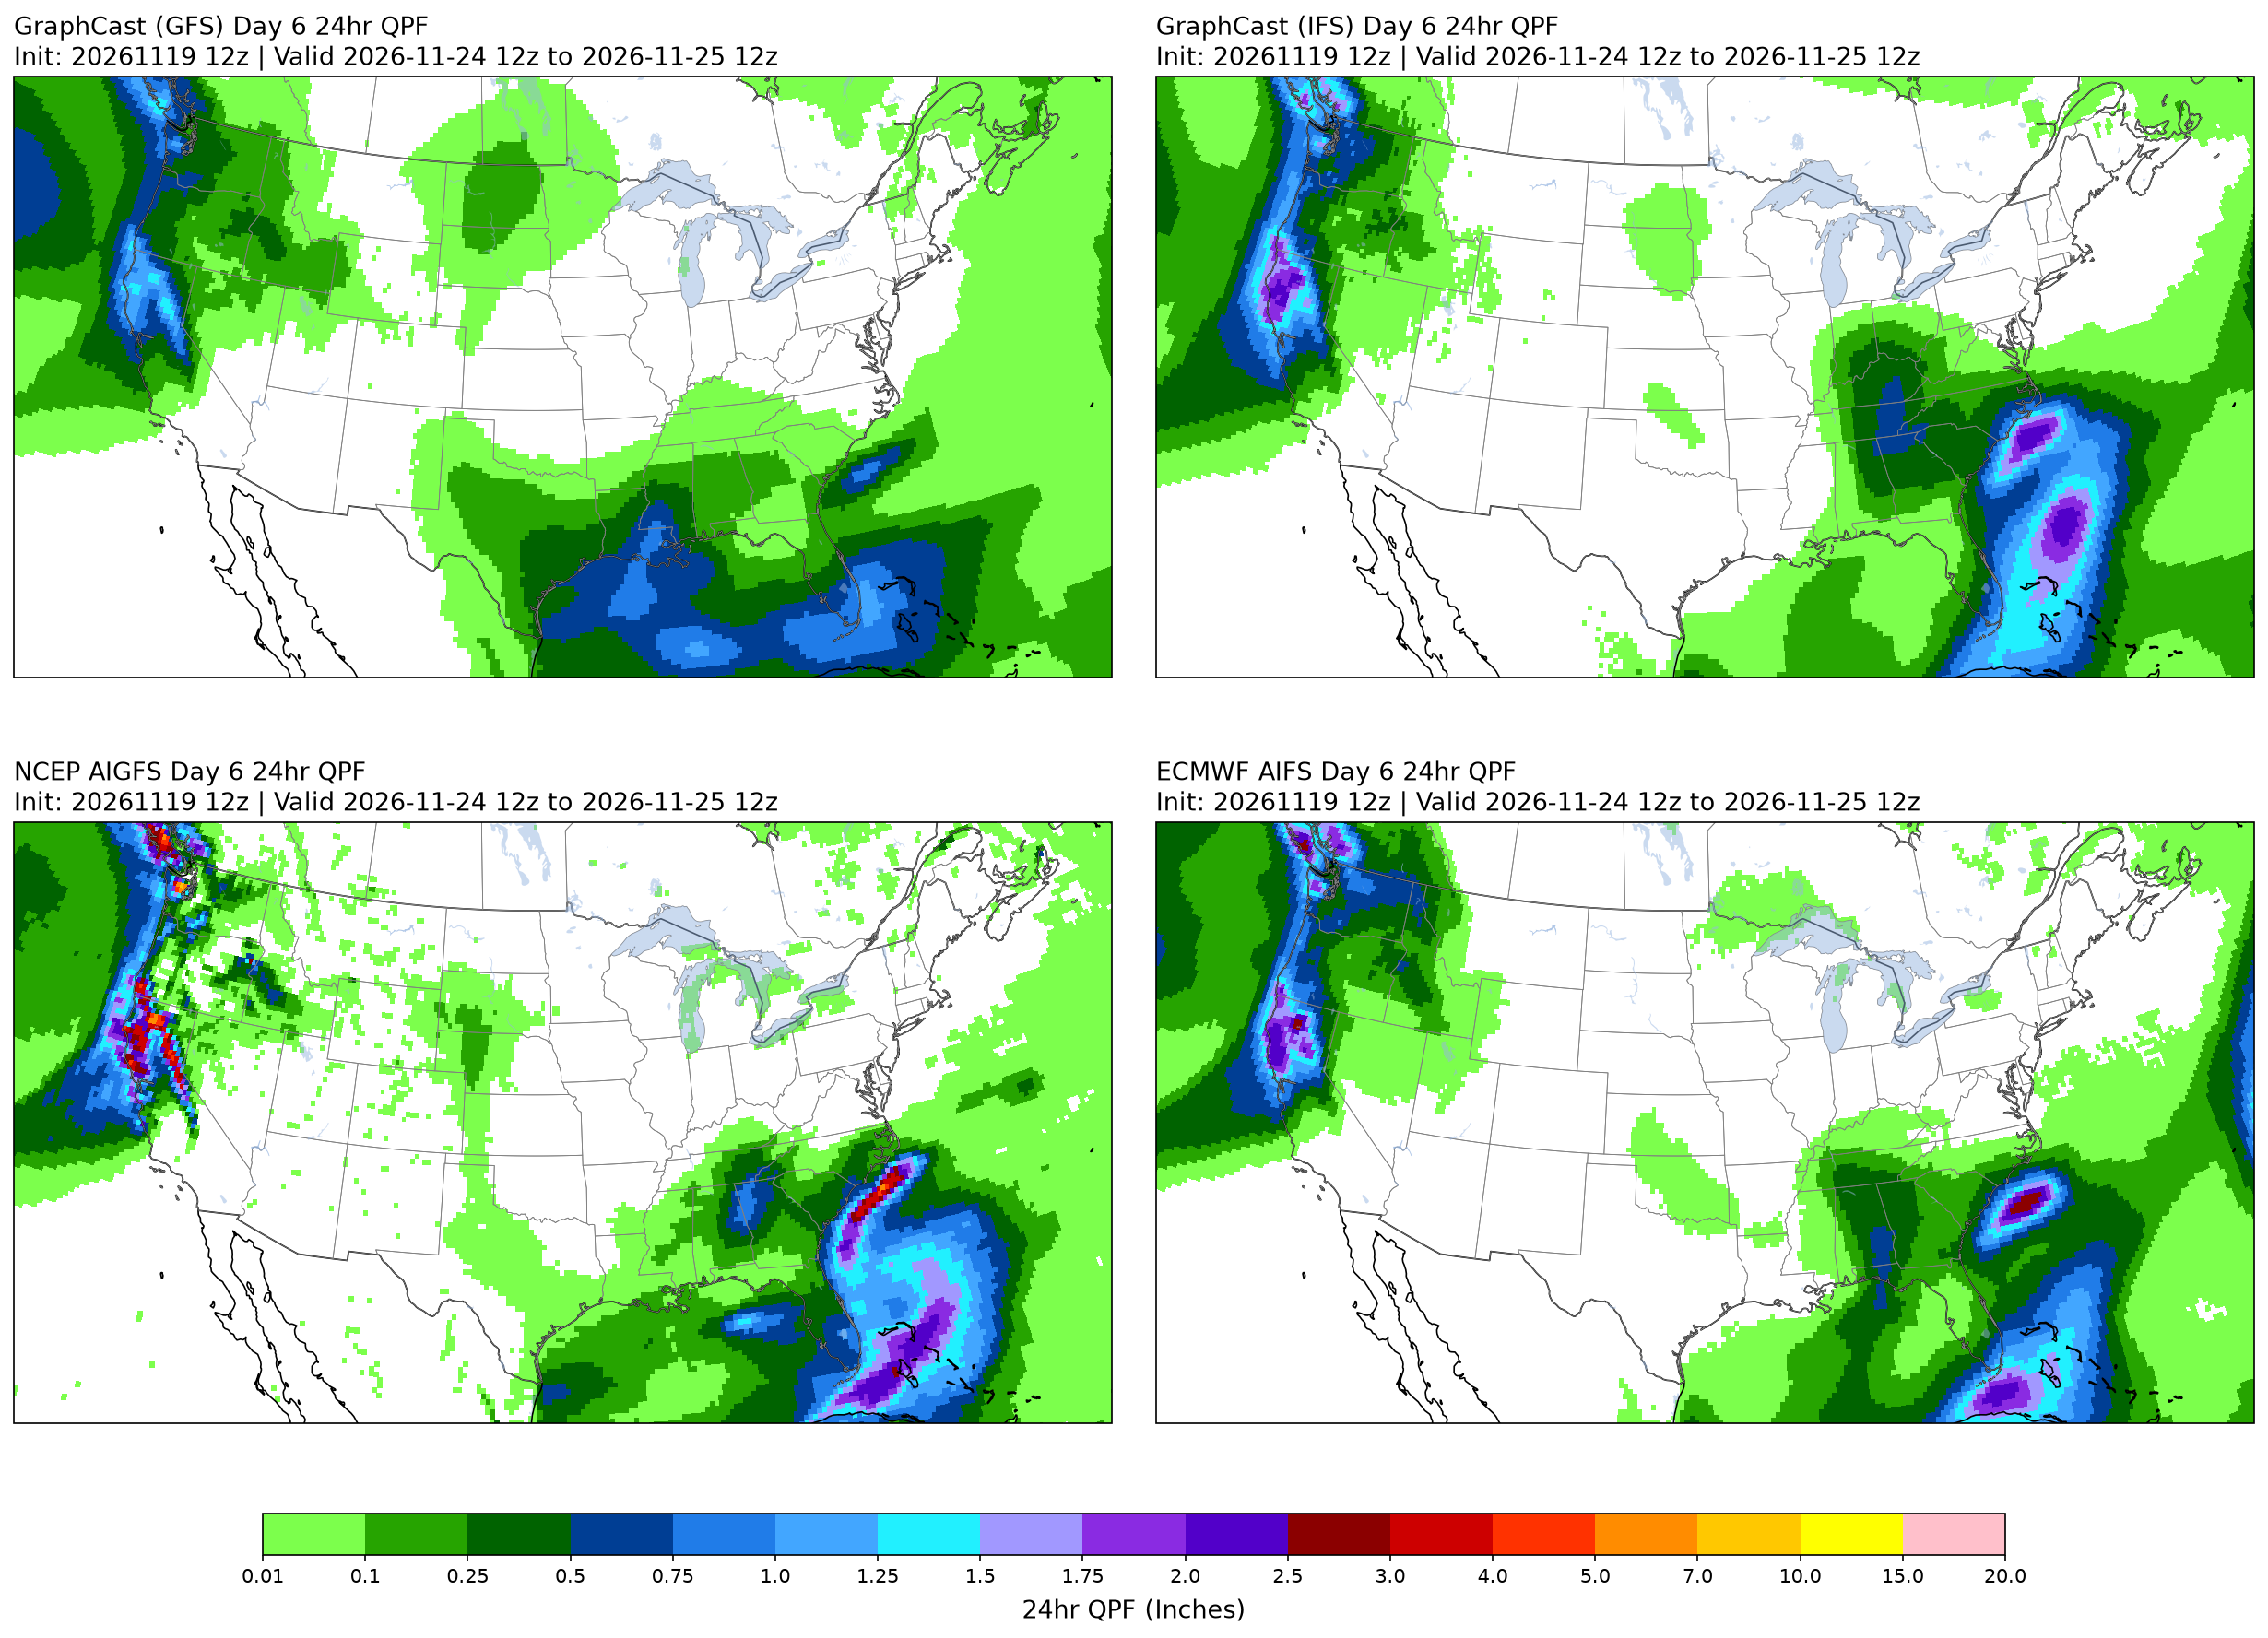 GraphCast (GFS) Day 6 24hr QPF
Init: 20261119 12z | Valid 2026-11-24 12z to 2026-11-25 12z
GraphCast (IFS) Day 6 24hr QPF
Init: 20261119 12z | Valid 2026-11-24 12z to 2026-11-25 12z
NCEP AIGFS Day 6 24hr QPF
Init: 20261119 12z | Valid 2026-11-24 12z to 2026-11-25 12z
ECMWF AIFS Day 6 24hr QPF
Init: 20261119 12z | Valid 2026-11-24 12z to 2026-11-25 12z
0.01 0.1 0.25 0.5 0.75 1.0 1.25 1.5 1.75 2.0 2.5 3.0 4.0 5.0 7.0 10.0 15.0 20.0
24hr QPF (Inches)